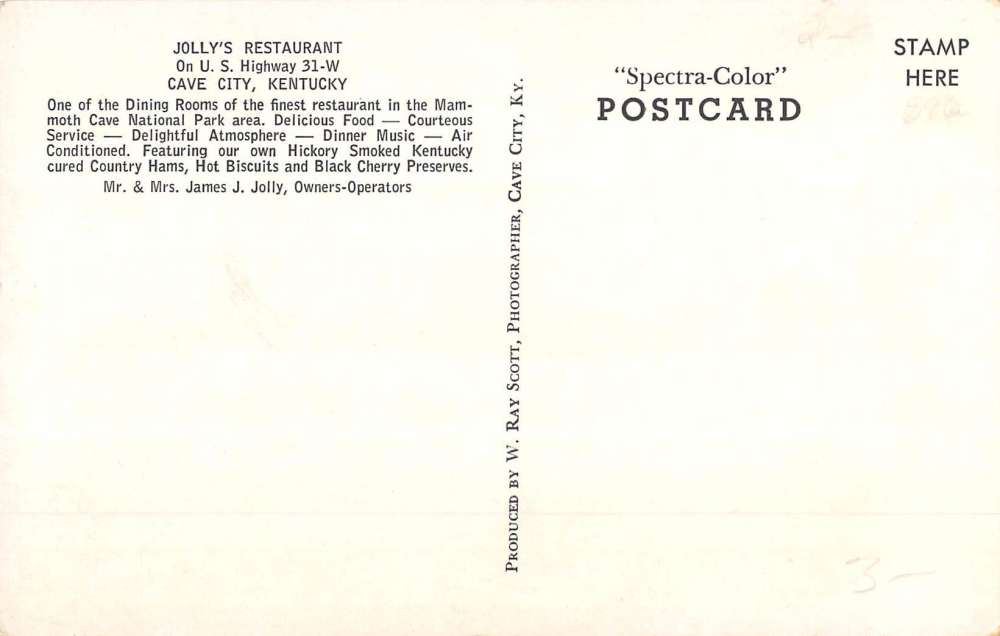 JOLLY'S RESTAURANT
On U. S. Highway 31-W
CAVE CITY, KENTUCKY
One of the Dining Rooms of the finest restaurant in the Mam-
moth Cave National Park area. Delicious Food — Courteous
Service — Delightful Atmosphere — Dinner Music — Air
Conditioned. Featuring our own Hickory Smoked Kentucky
cured Country Hams, Hot Biscuits and Black Cherry Preserves.
Mr. & Mrs. James J. Jolly, Owners-Operators
PRODUCED BY W. RAY SCOTT, PHOTOGRAPHER, CAVE CITY, KY.
"Spectra-Color"
POSTCARD
STAMP
HERE
3-